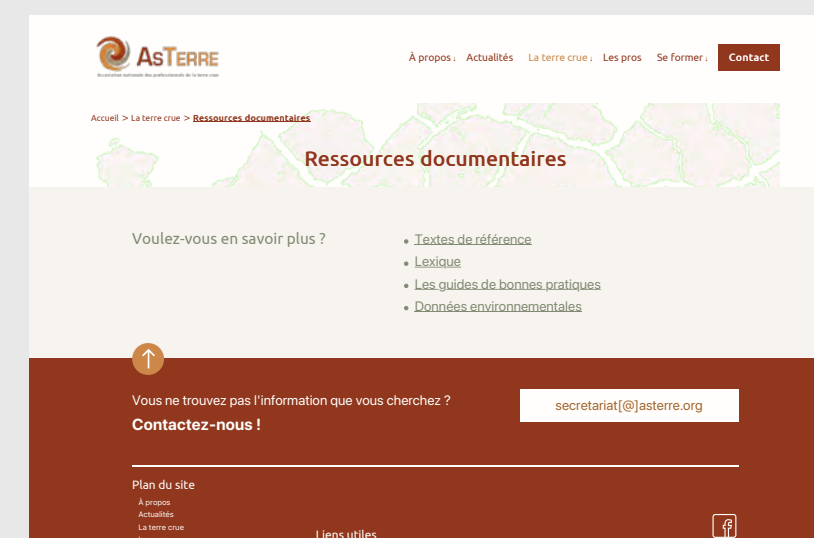 AsTerre
Association nationale des professionnels de la terre crue
À propos ↓ Actualités La terre crue ↓ Les pros Se former ↓ Contact
Accueil > La terre crue > Ressources documentaires
Ressources documentaires
Voulez-vous en savoir plus ?
• Textes de référence
• Lexique
• Les guides de bonnes pratiques
• Données environnementales
Vous ne trouvez pas l'information que vous cherchez ?
Contactez-nous !
secretariat[@]asterre.org
Plan du site
À propos
Actualités
La terre crue
Liens utiles